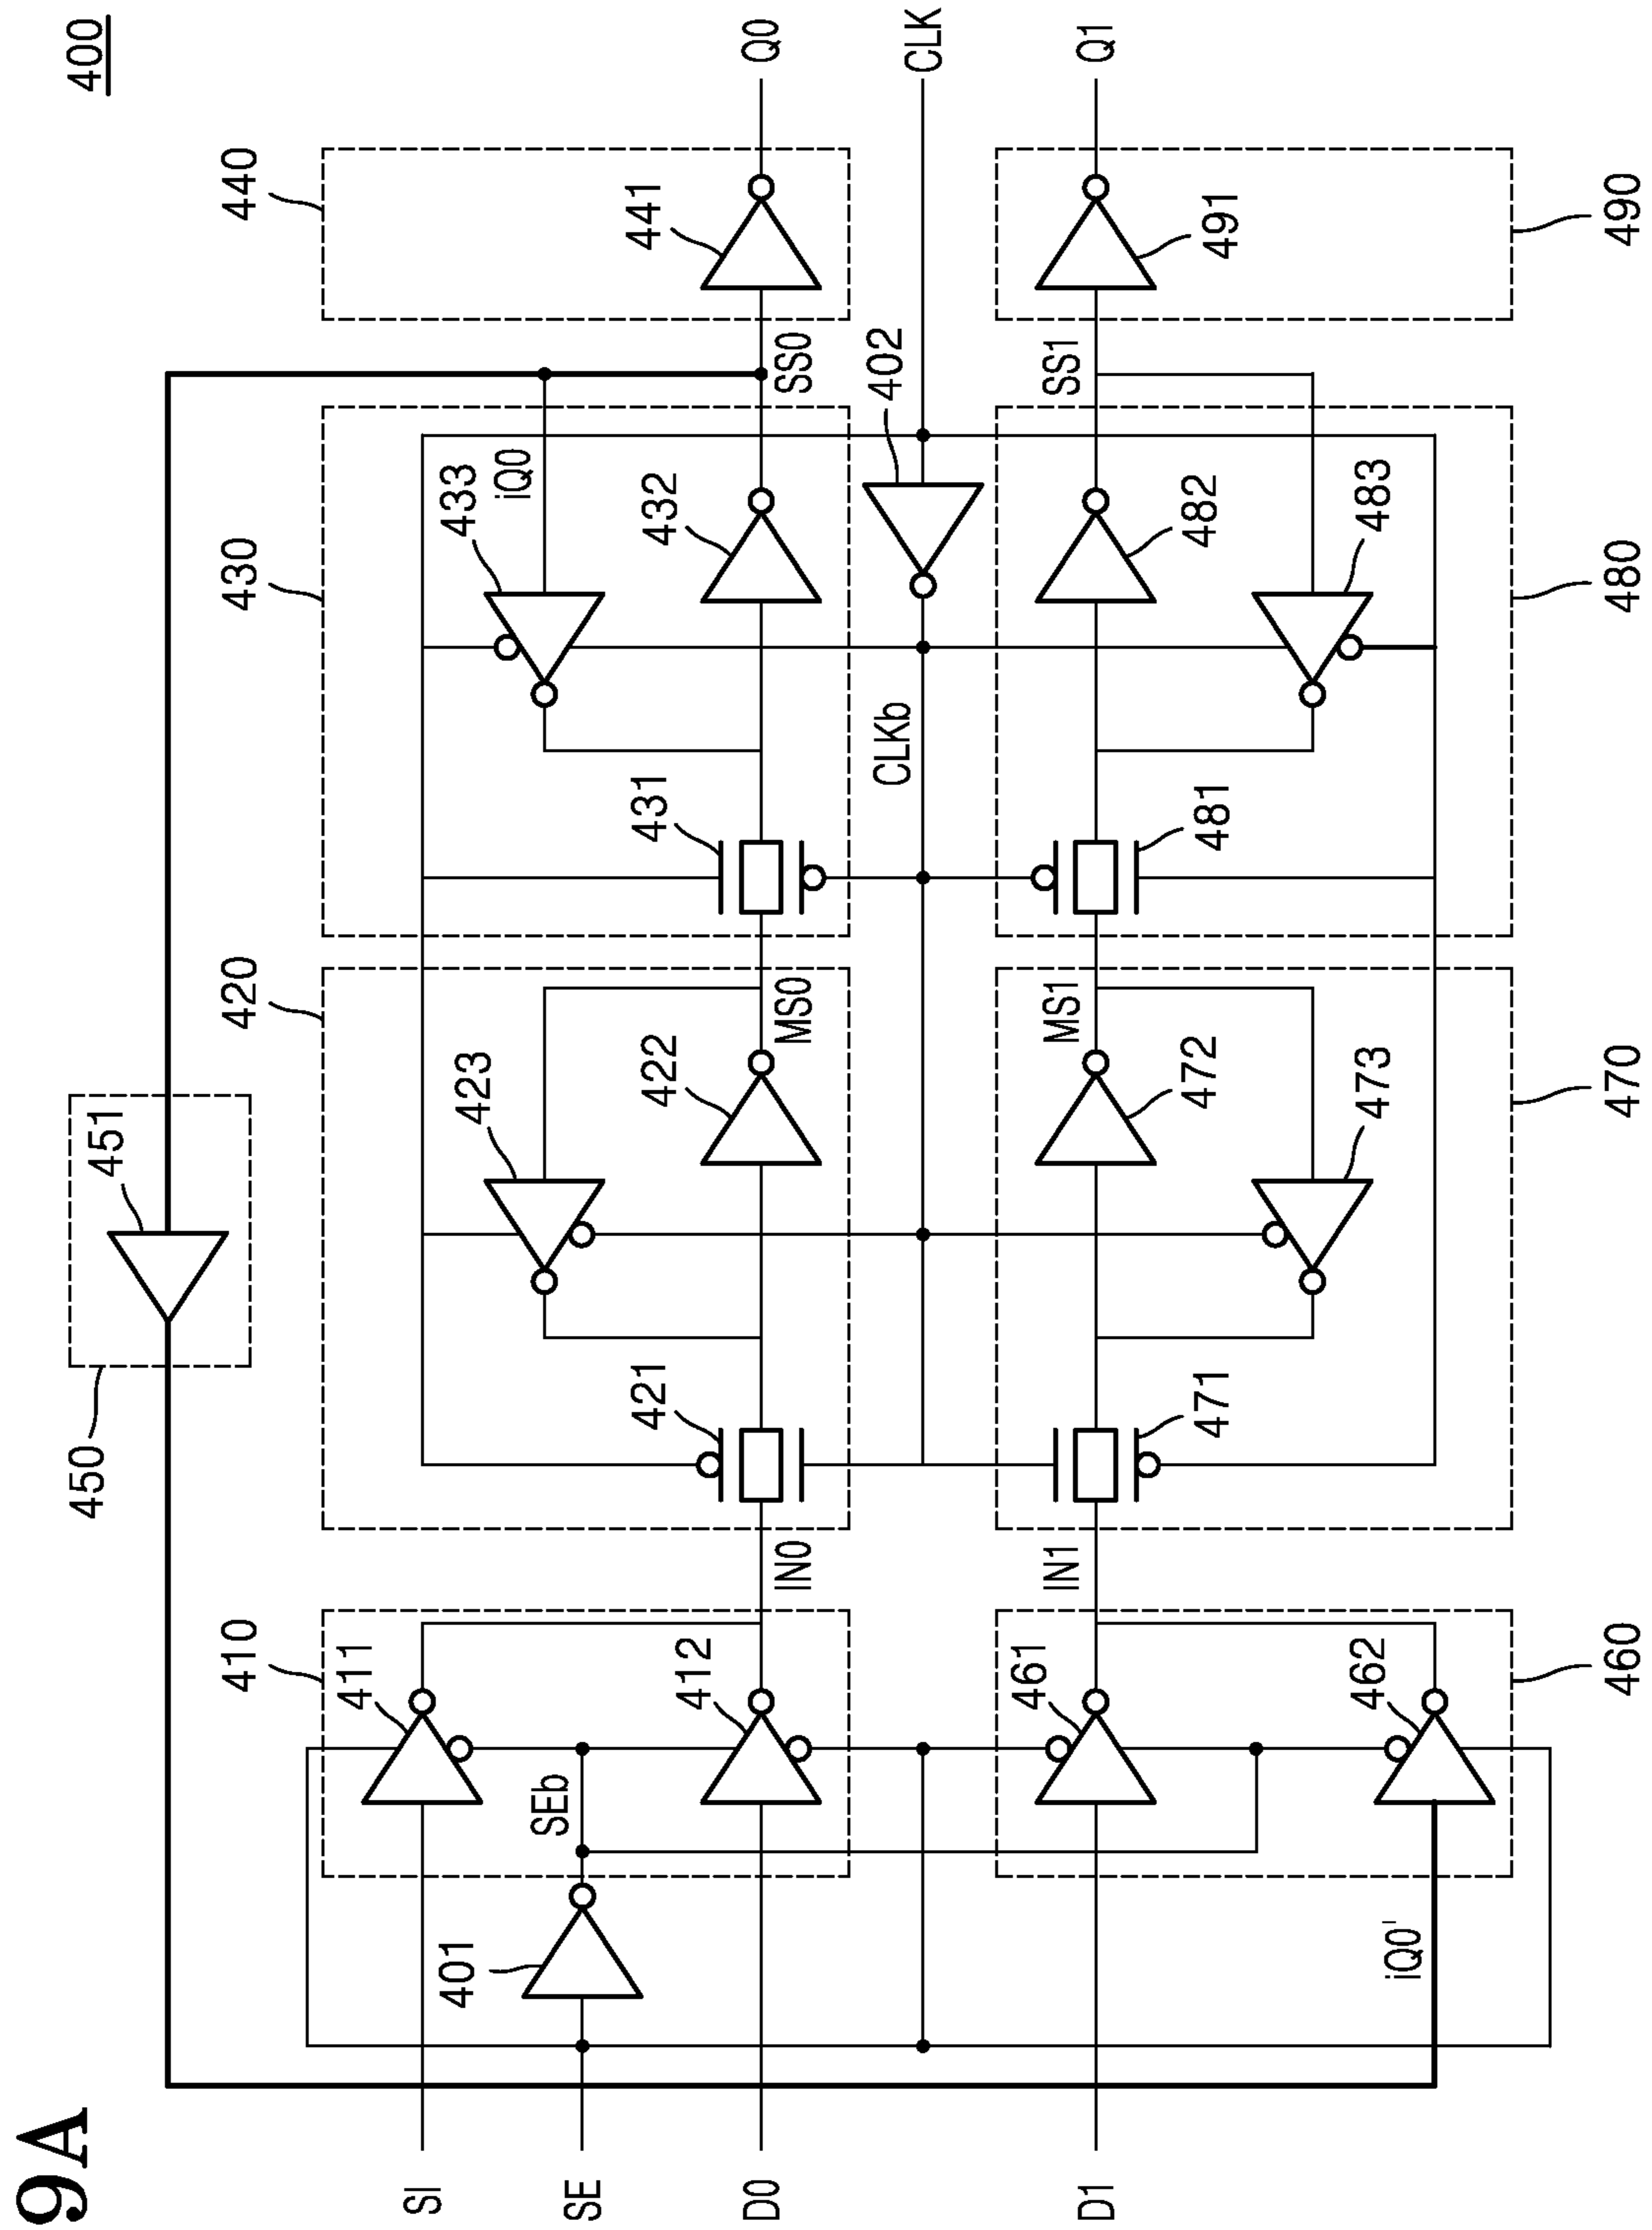 9A
400
450
451
410
420
430
440
411
423
433
iQ0
SI
401
SEb
SE
412
421
422
431
432
441
D0
IN0
MS0
SS0
Q0
CLKb
402
CLK
461
IN1
MS1
SS1
Q1
D1
471
472
481
482
491
462
473
483
iQ0'
460
470
480
490